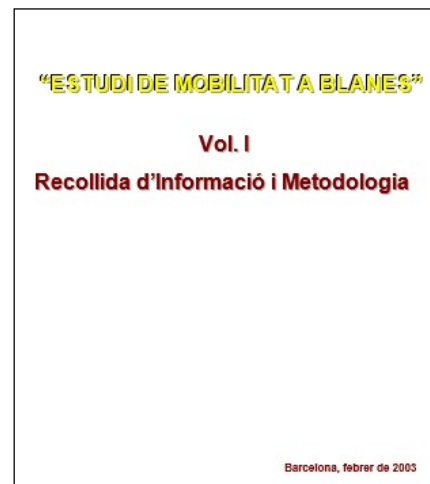 “ESTUDI DE MOBILITAT A BLANES”
Vol. I
Recollida d’Informació i Metodologia
Barcelona, febrer de 2003